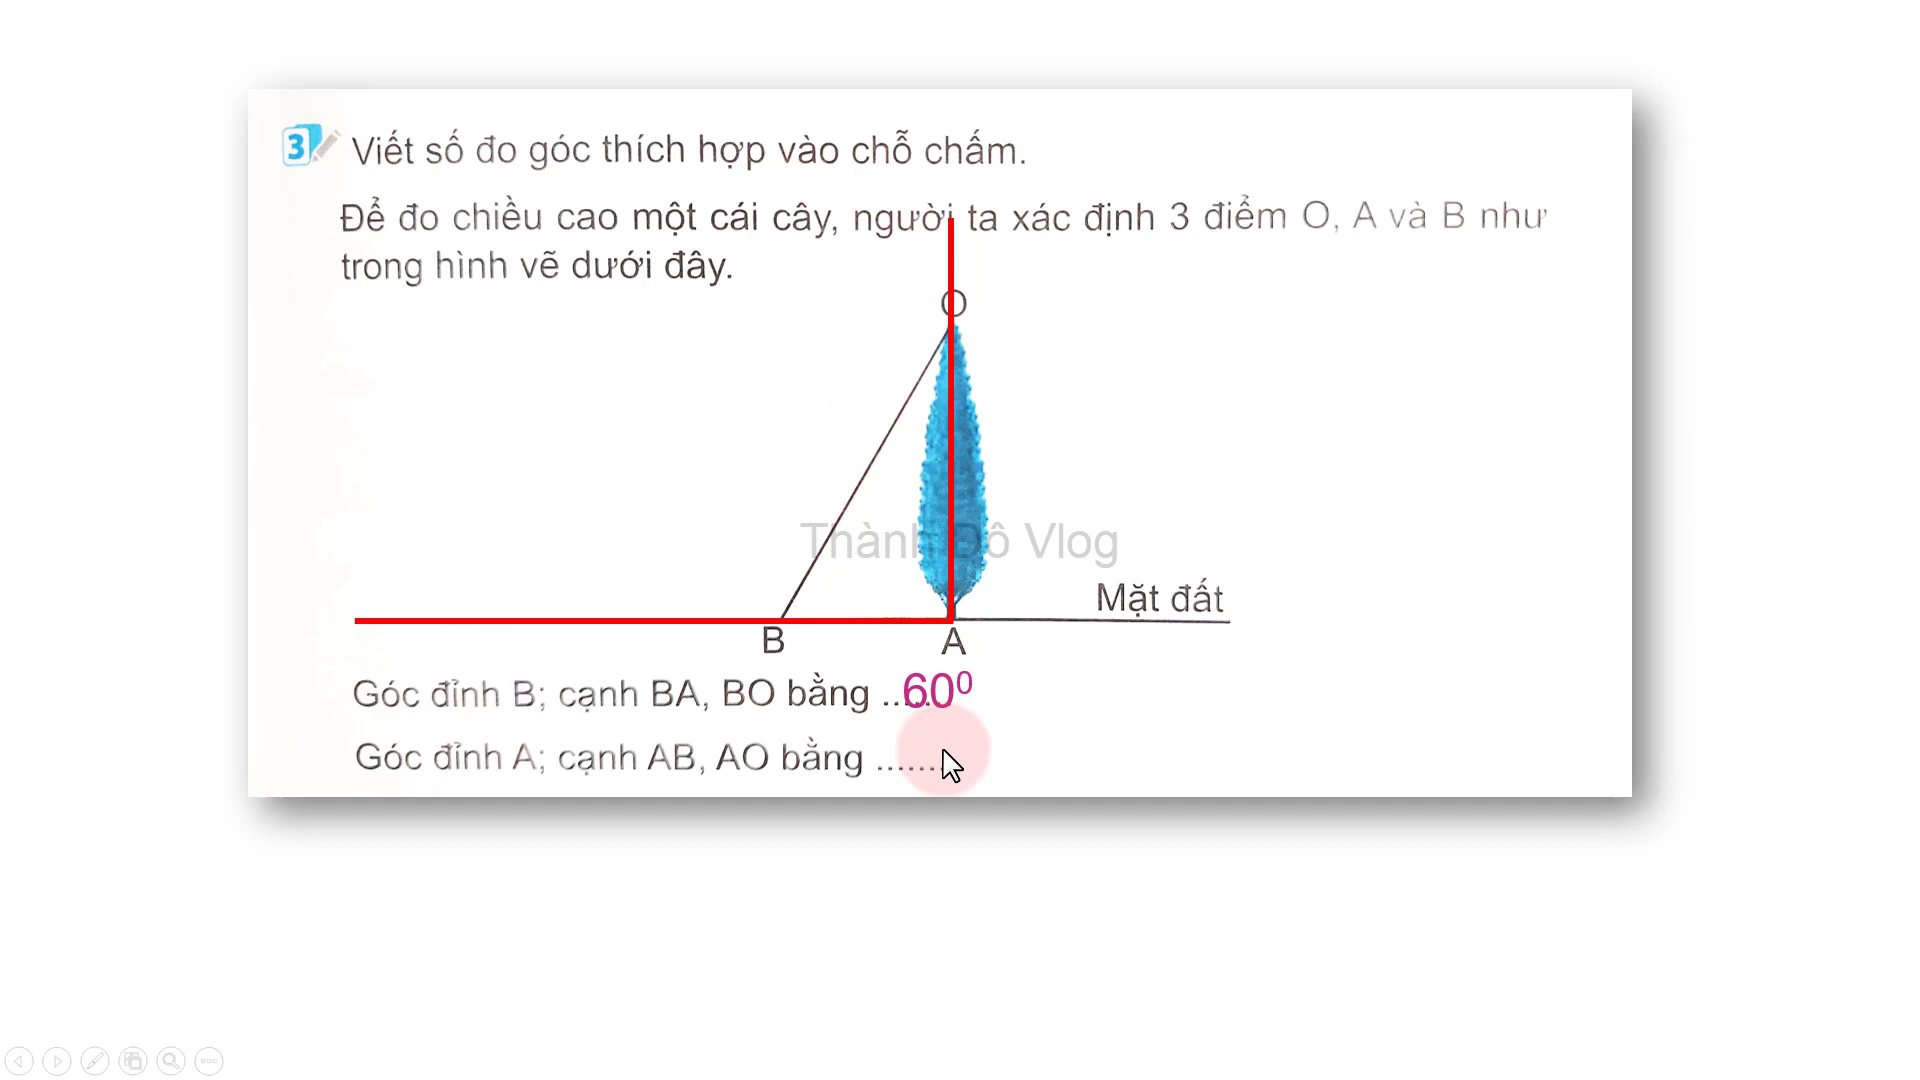 3 Viết số đo góc thích hợp vào chỗ chấm.
Để đo chiều cao một cái cây, người ta xác định 3 điểm O, A và B như
trong hình vẽ dưới đây.
O
Thành Đô Vlog
Mặt đất
B A
Góc đỉnh B; cạnh BA, BO bằng .....60⁰
Góc đỉnh A; cạnh AB, AO bằng .......